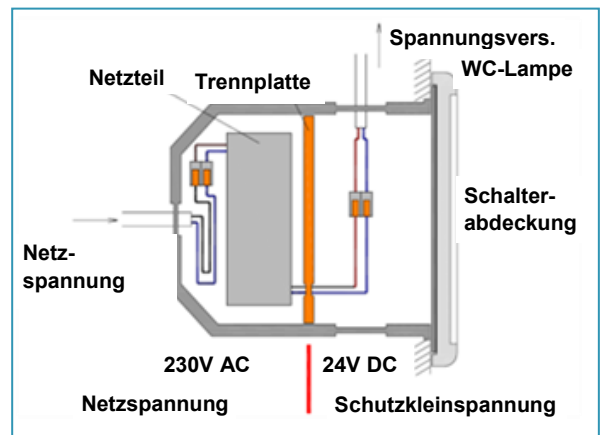 Spannungsvers.
WC-Lampe
Netzteil
Trennplatte
Schalter-
abdeckung
Netz-
spannung
230V AC
24V DC
Netzspannung
Schutzkleinspannung